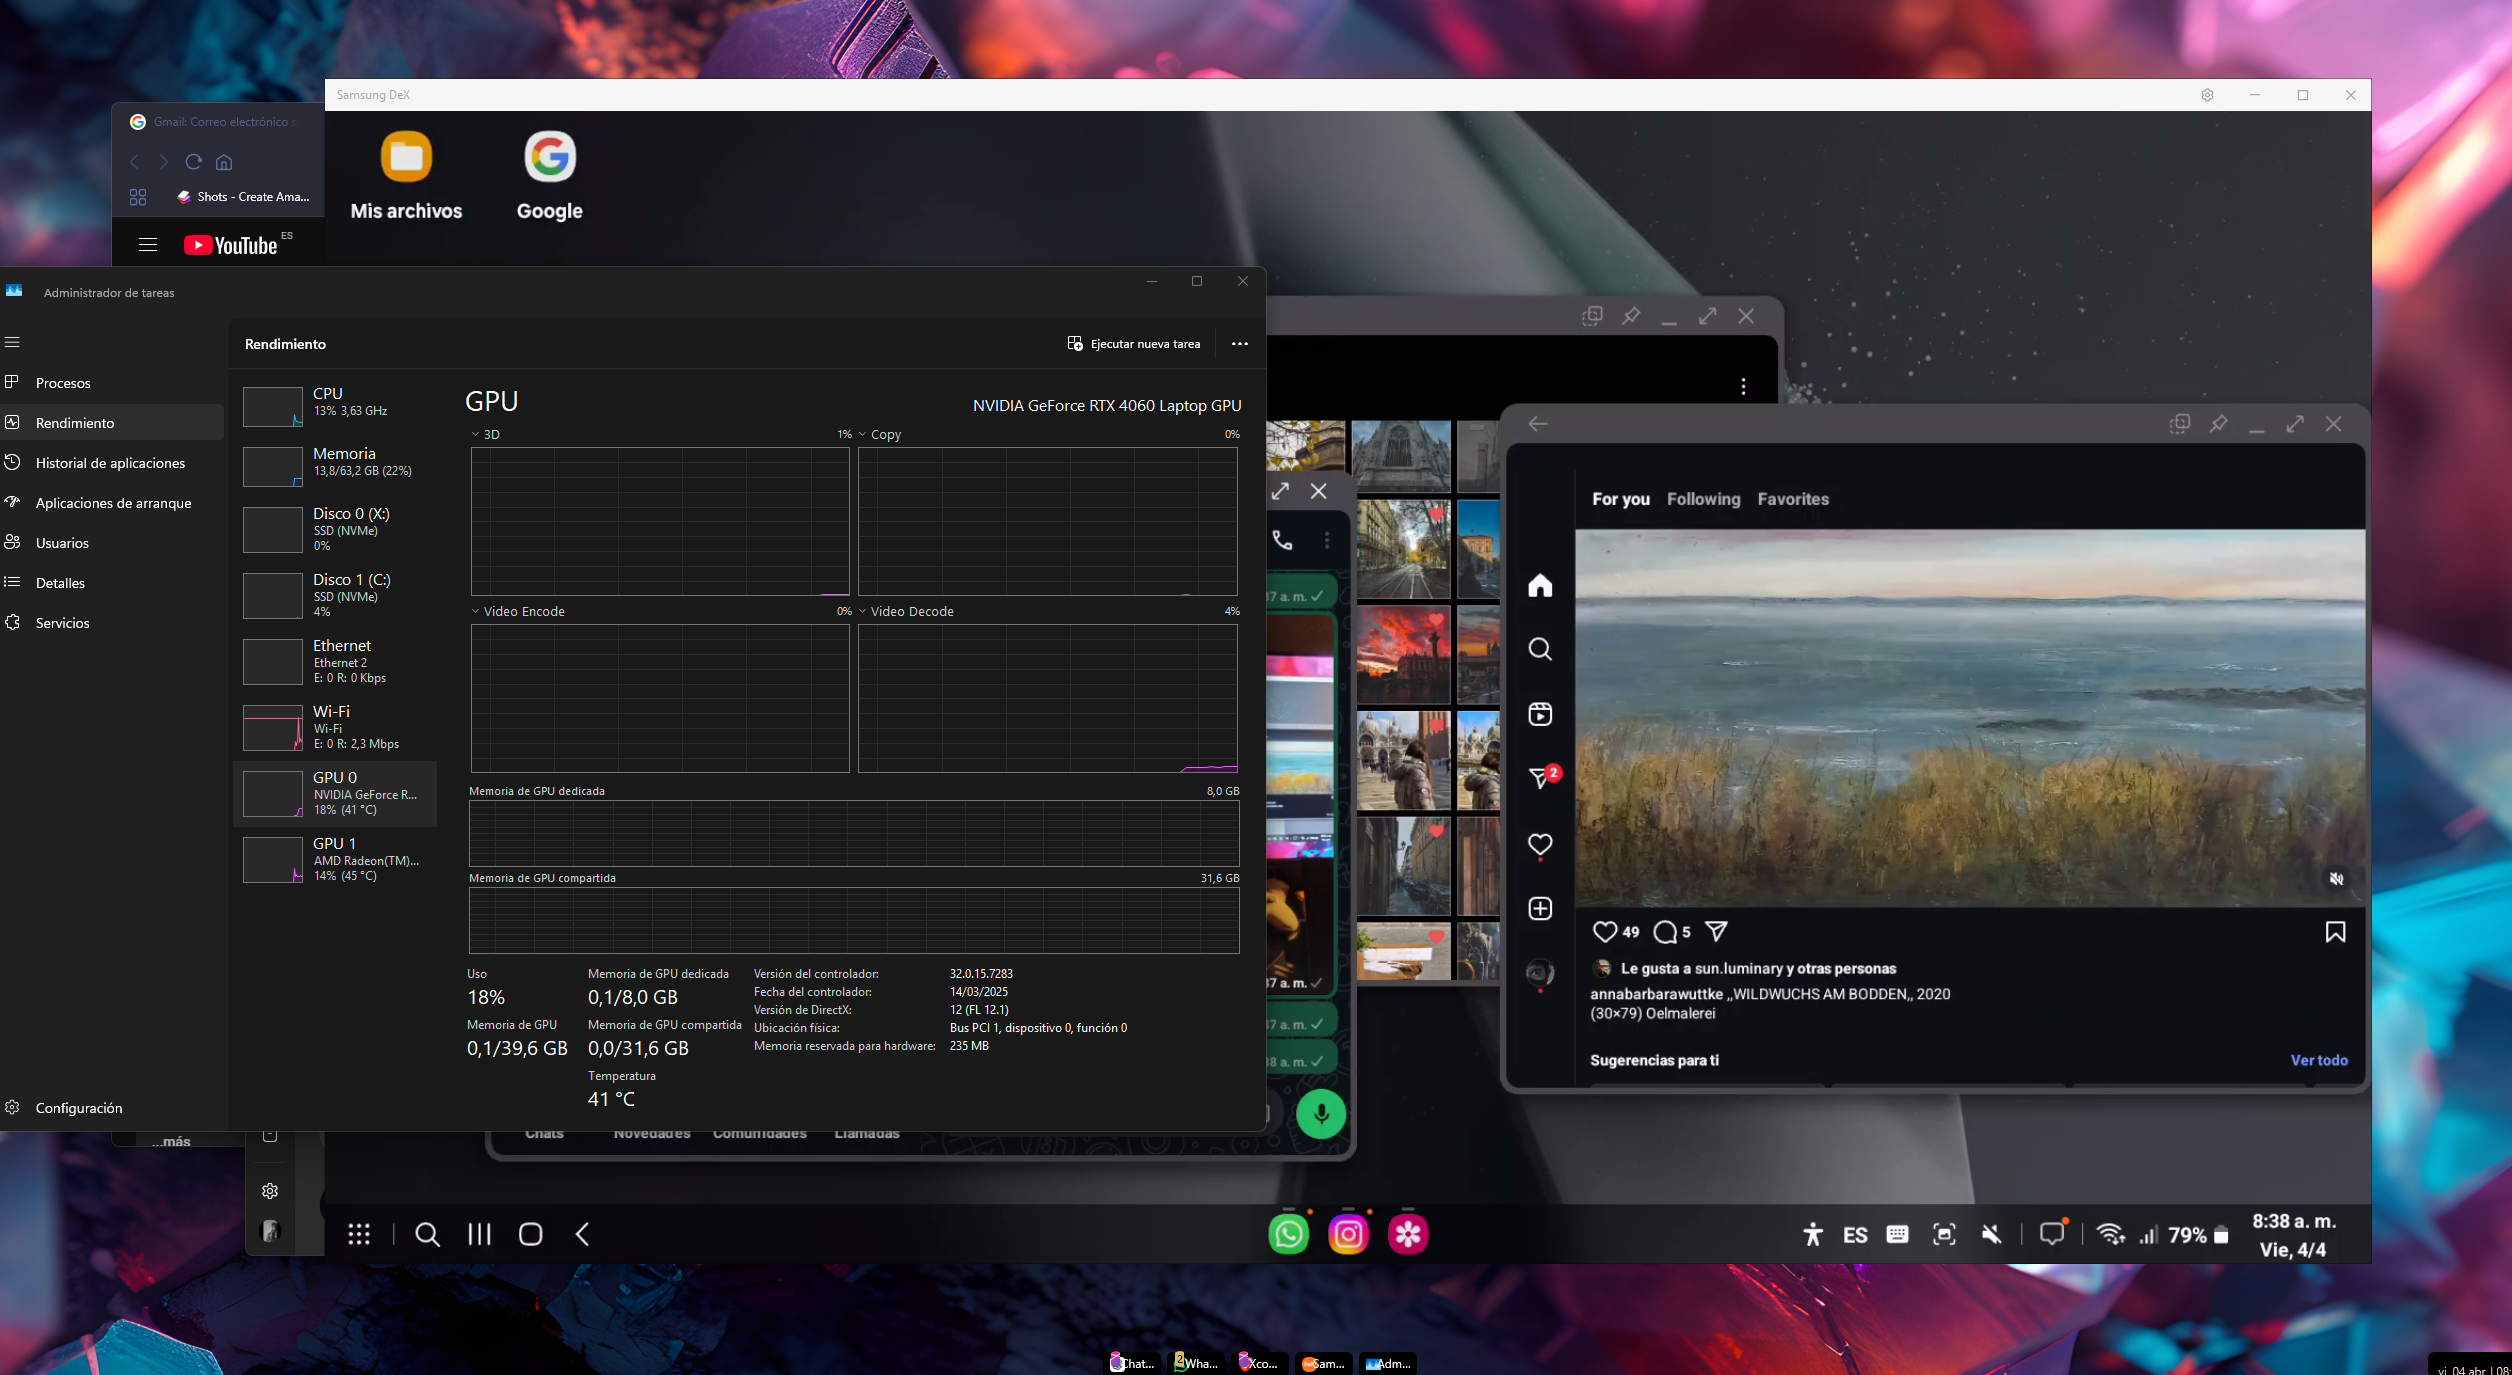 Samsung DeX
Gmail: Correo electrónico s
Shots - Create Ama...
YouTube ES
Mis archivos
Google
Administrador de tareas
Rendimiento
Ejecutar nueva tarea
Procesos
Rendimiento
Historial de aplicaciones
Aplicaciones de arranque
Usuarios
Detalles
Servicios
Configuración
CPU
13% 3,63 GHz
Memoria
13,8/63,2 GB (22%)
Disco 0 (X:)
SSD (NVMe)
0%
Disco 1 (C:)
SSD (NVMe)
4%
Ethernet
Ethernet 2
E: 0 R: 0 Kbps
Wi-Fi
Wi-Fi
E: 0 R: 2,3 Mbps
GPU 0
NVIDIA GeForce R...
18% (41 °C)
GPU 1
AMD Radeon(TM)...
14% (45 °C)
GPU
NVIDIA GeForce RTX 4060 Laptop GPU
3D 1%
Copy 0%
Video Encode 0%
Video Decode 4%
Memoria de GPU dedicada 8,0 GB
Memoria de GPU compartida 31,6 GB
Uso
18%
Memoria de GPU
0,1/39,6 GB
Memoria de GPU dedicada
0,1/8,0 GB
Memoria de GPU compartida
0,0/31,6 GB
Temperatura
41 °C
Versión del controlador: 32.0.15.7283
Fecha del controlador: 14/03/2025
Versión de DirectX: 12 (FL 12.1)
Ubicación física: Bus PCI 1, dispositivo 0, función 0
Memoria reservada para hardware: 235 MB
...más
37 a. m.
37 a. m.
37 a. m.
38 a. m.
Chats Novedades Comunidades Llamadas
For you Following Favorites
2
49 5
Le gusta a sun.luminary y otras personas
annabarbarawuttke ,,WILDWUCHS AM BODDEN,, 2020
(30×79) Oelmalerei
Sugerencias para ti Ver todo
ES
79%
8:38 a. m.
Vie, 4/4
Chat...
2
Wha...
Xco...
Sam...
Adm...
vi. 04 abr | 08: